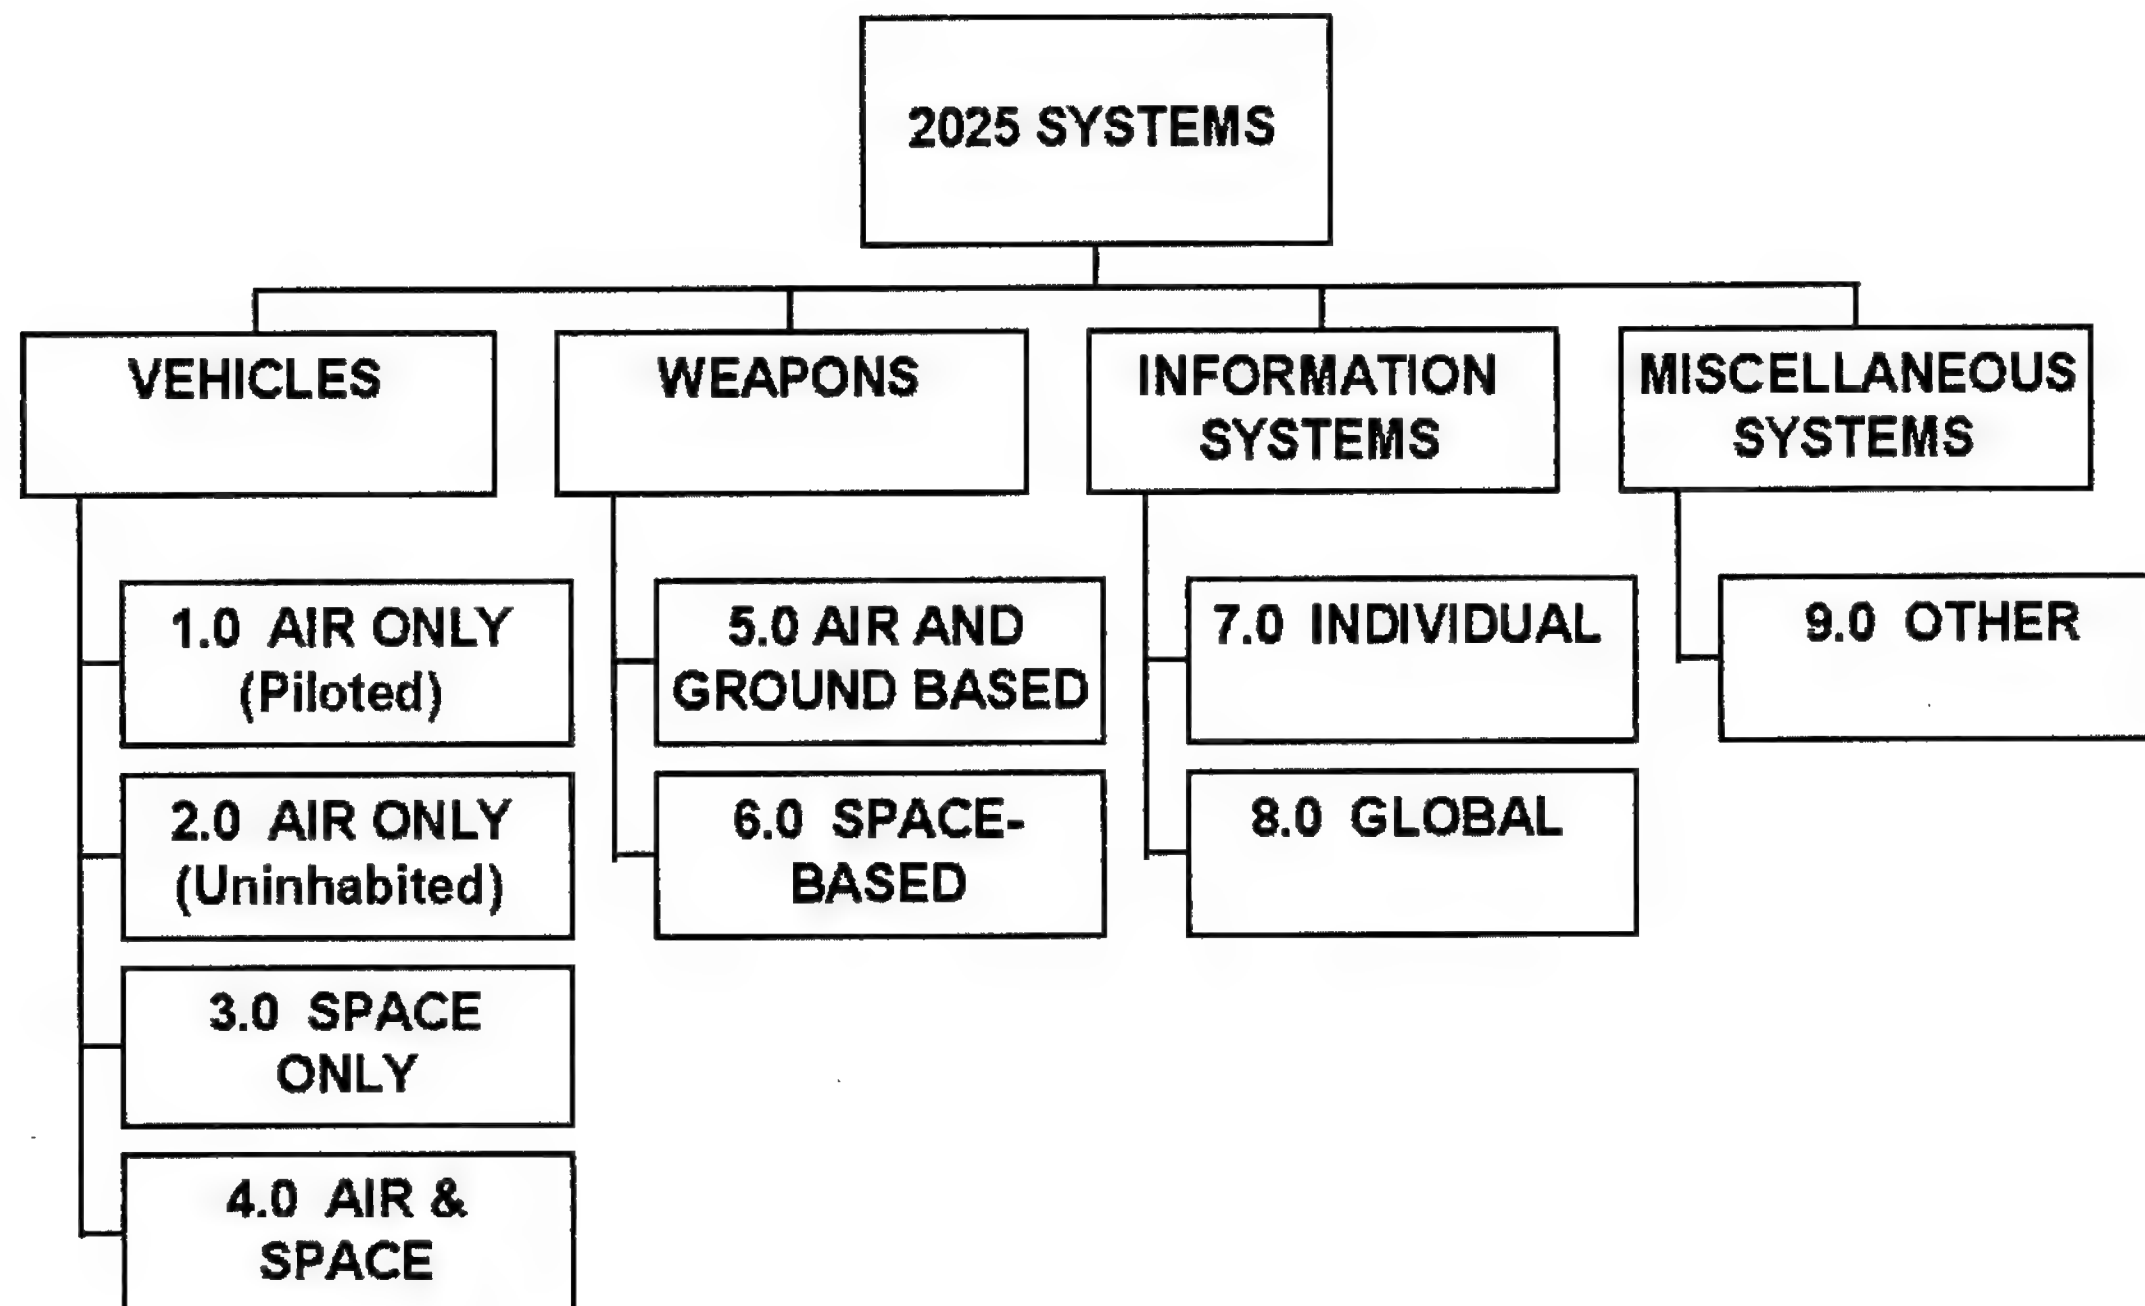 2025 SYSTEMS
VEHICLES
WEAPONS
INFORMATION
SYSTEMS
MISCELLANEOUS
SYSTEMS
1.0 AIR ONLY
(Piloted)
2.0 AIR ONLY
(Uninhabited)
3.0 SPACE
ONLY
4.0 AIR &
SPACE
5.0 AIR AND
GROUND BASED
6.0 SPACE-
BASED
7.0 INDIVIDUAL
8.0 GLOBAL
9.0 OTHER